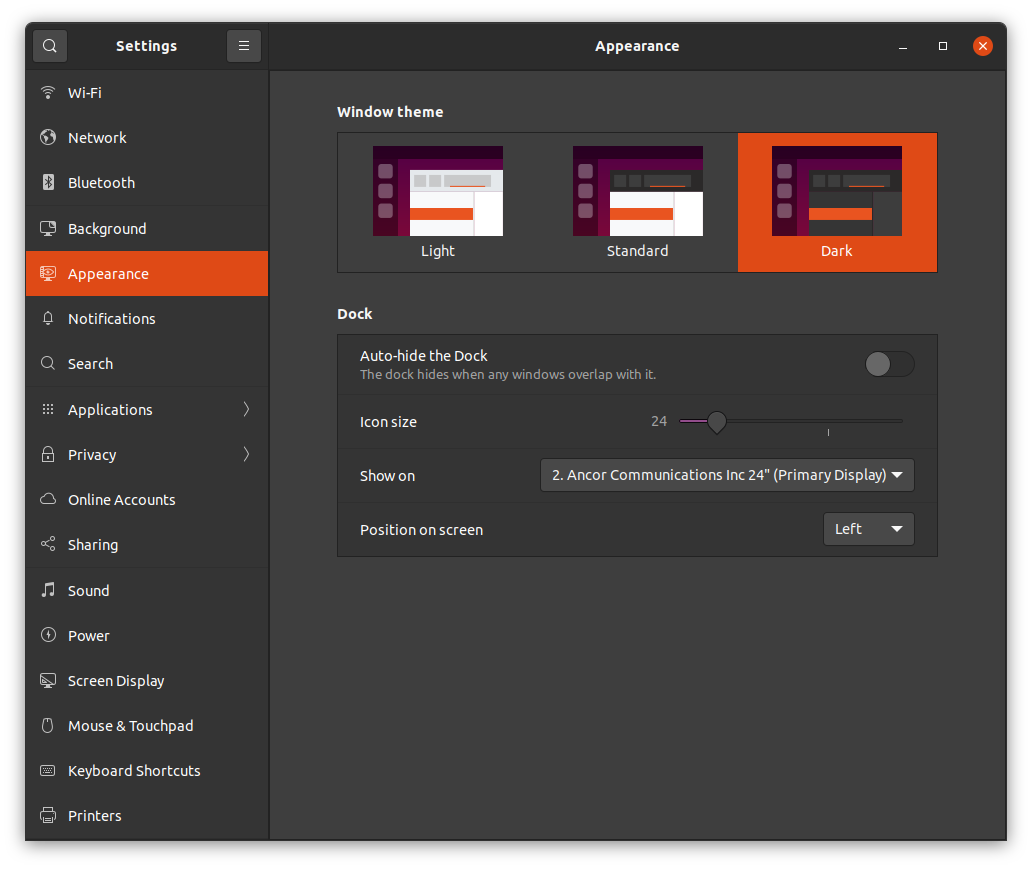 Settings
Appearance
Wi-Fi
Network
Bluetooth
Background
Appearance
Notifications
Search
Applications
Privacy
Online Accounts
Sharing
Sound
Power
Screen Display
Mouse & Touchpad
Keyboard Shortcuts
Printers
Window theme
Light
Standard
Dark
Dock
Auto-hide the Dock
The dock hides when any windows overlap with it.
Icon size
24
Show on
2. Ancor Communications Inc 24" (Primary Display)
Position on screen
Left